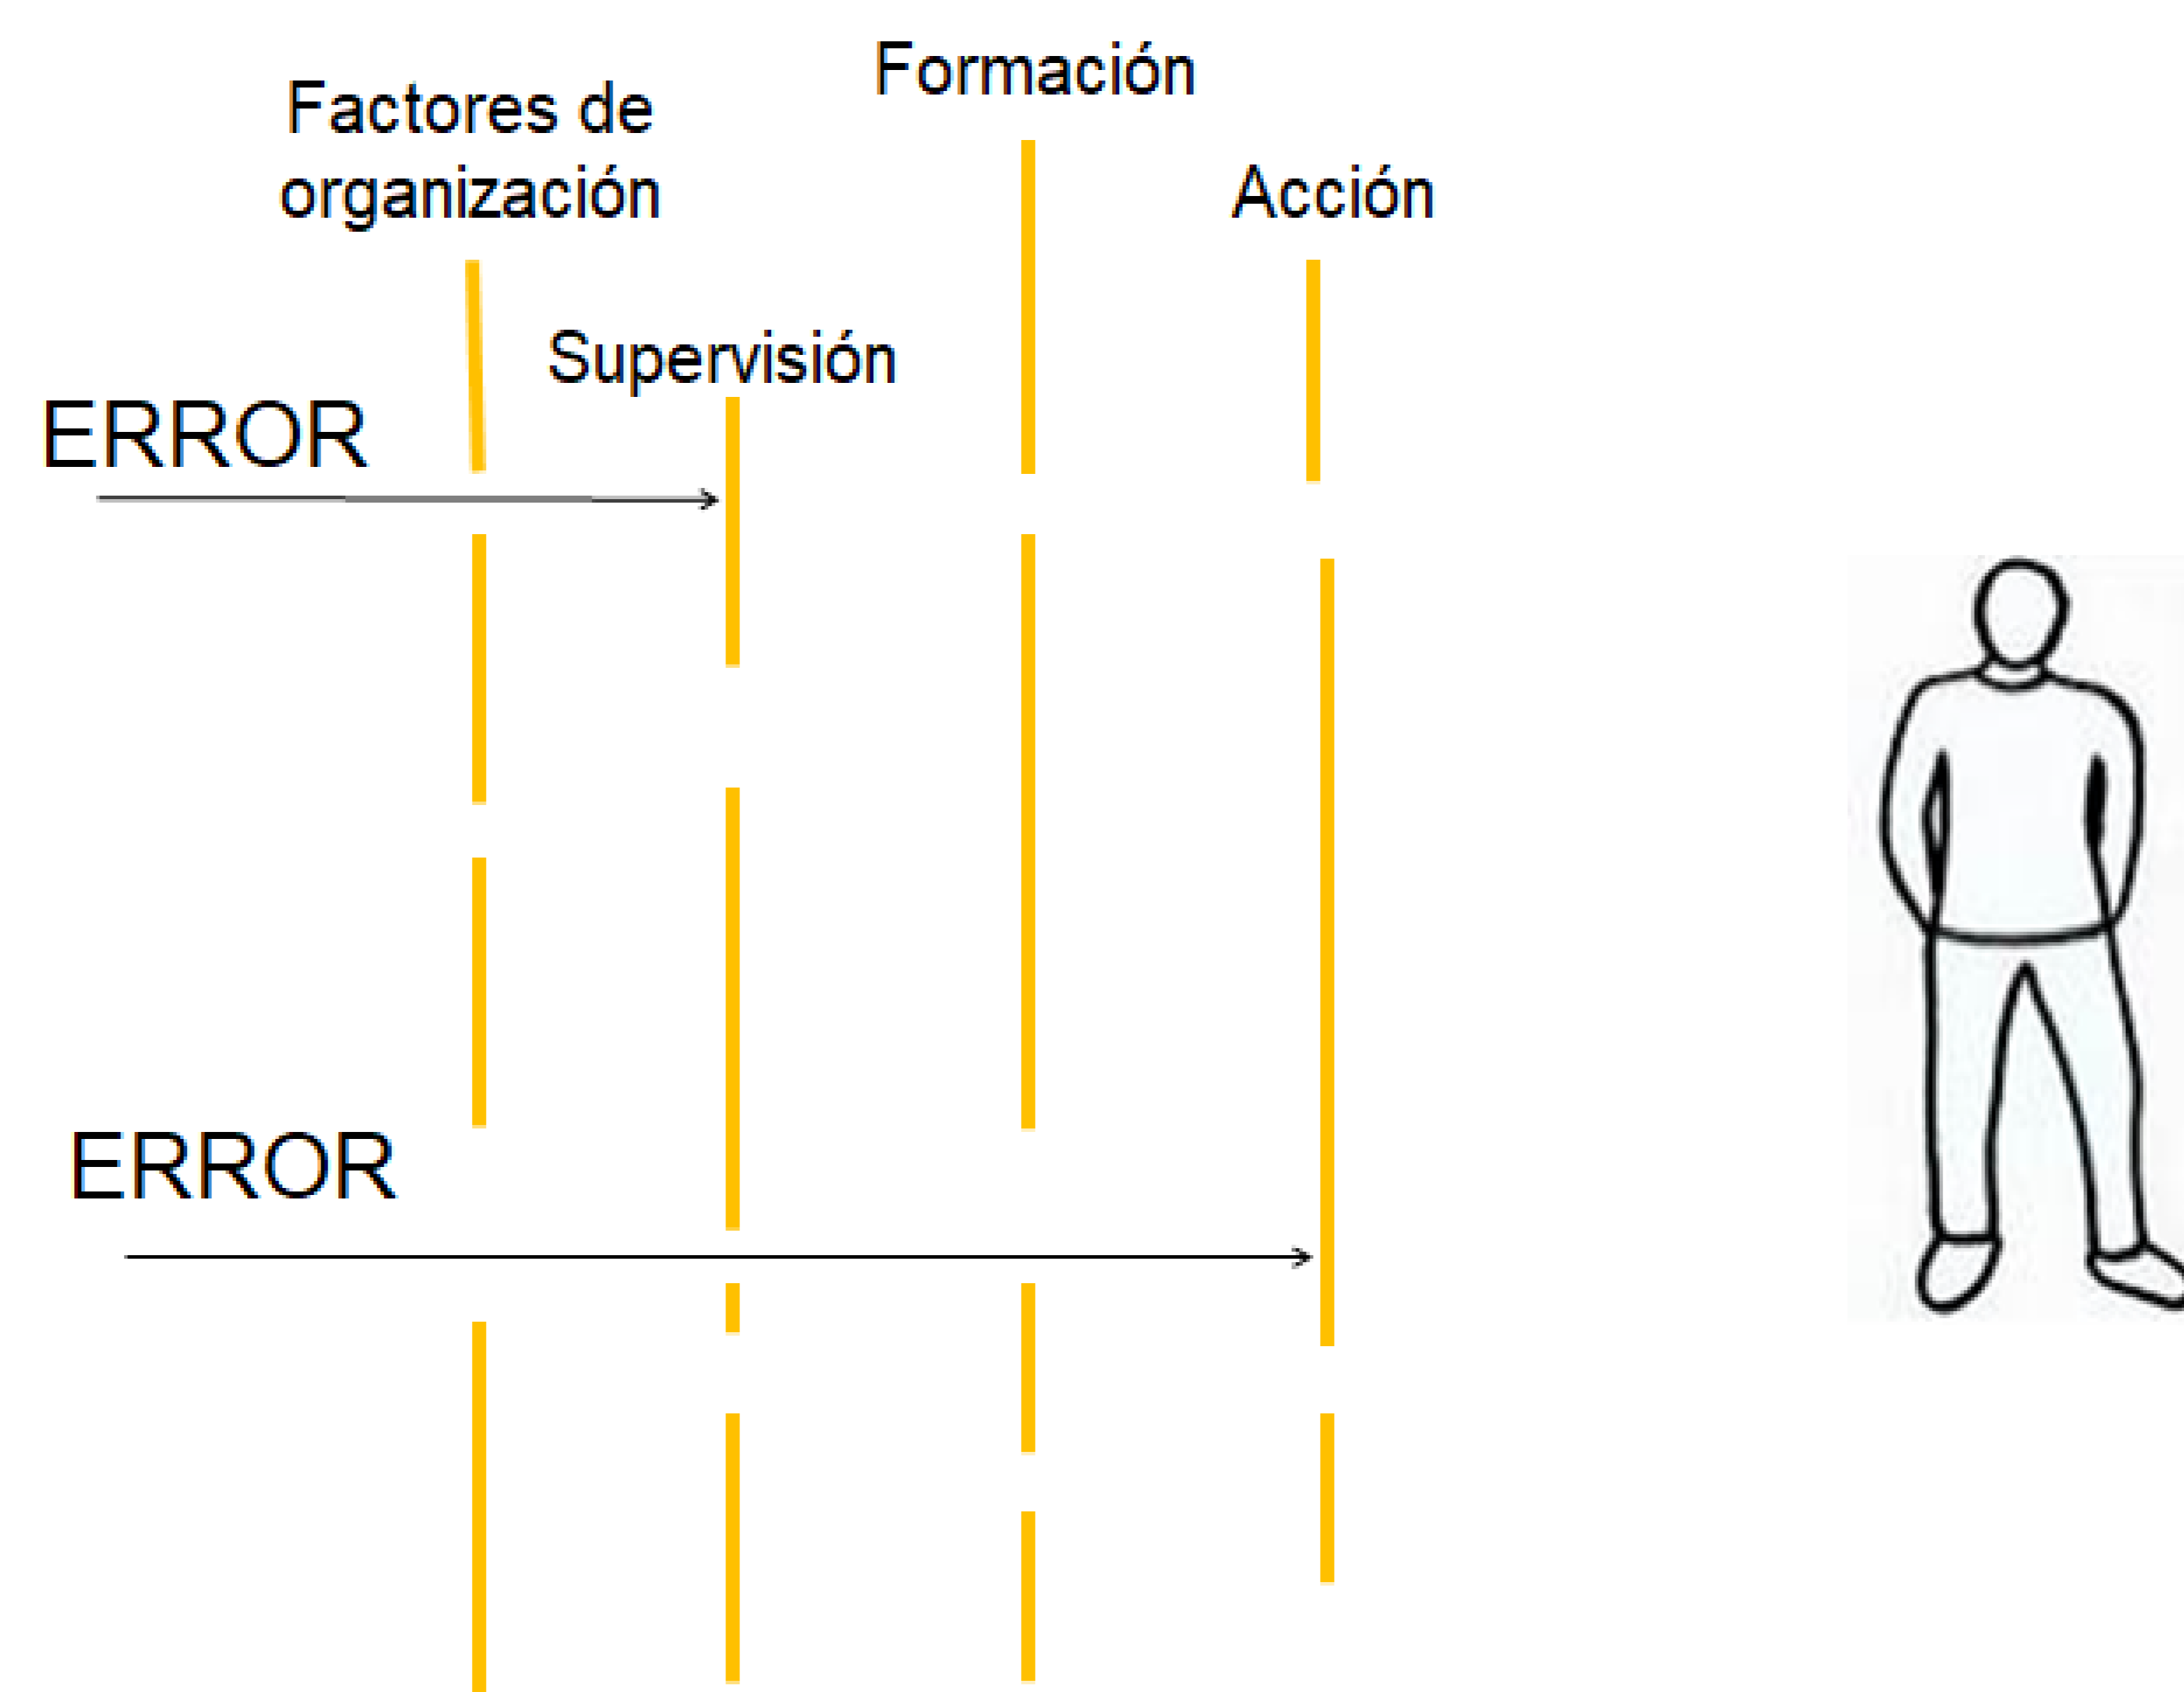 Formación
Factores de
organización
Acción
Supervisión
ERROR
ERROR